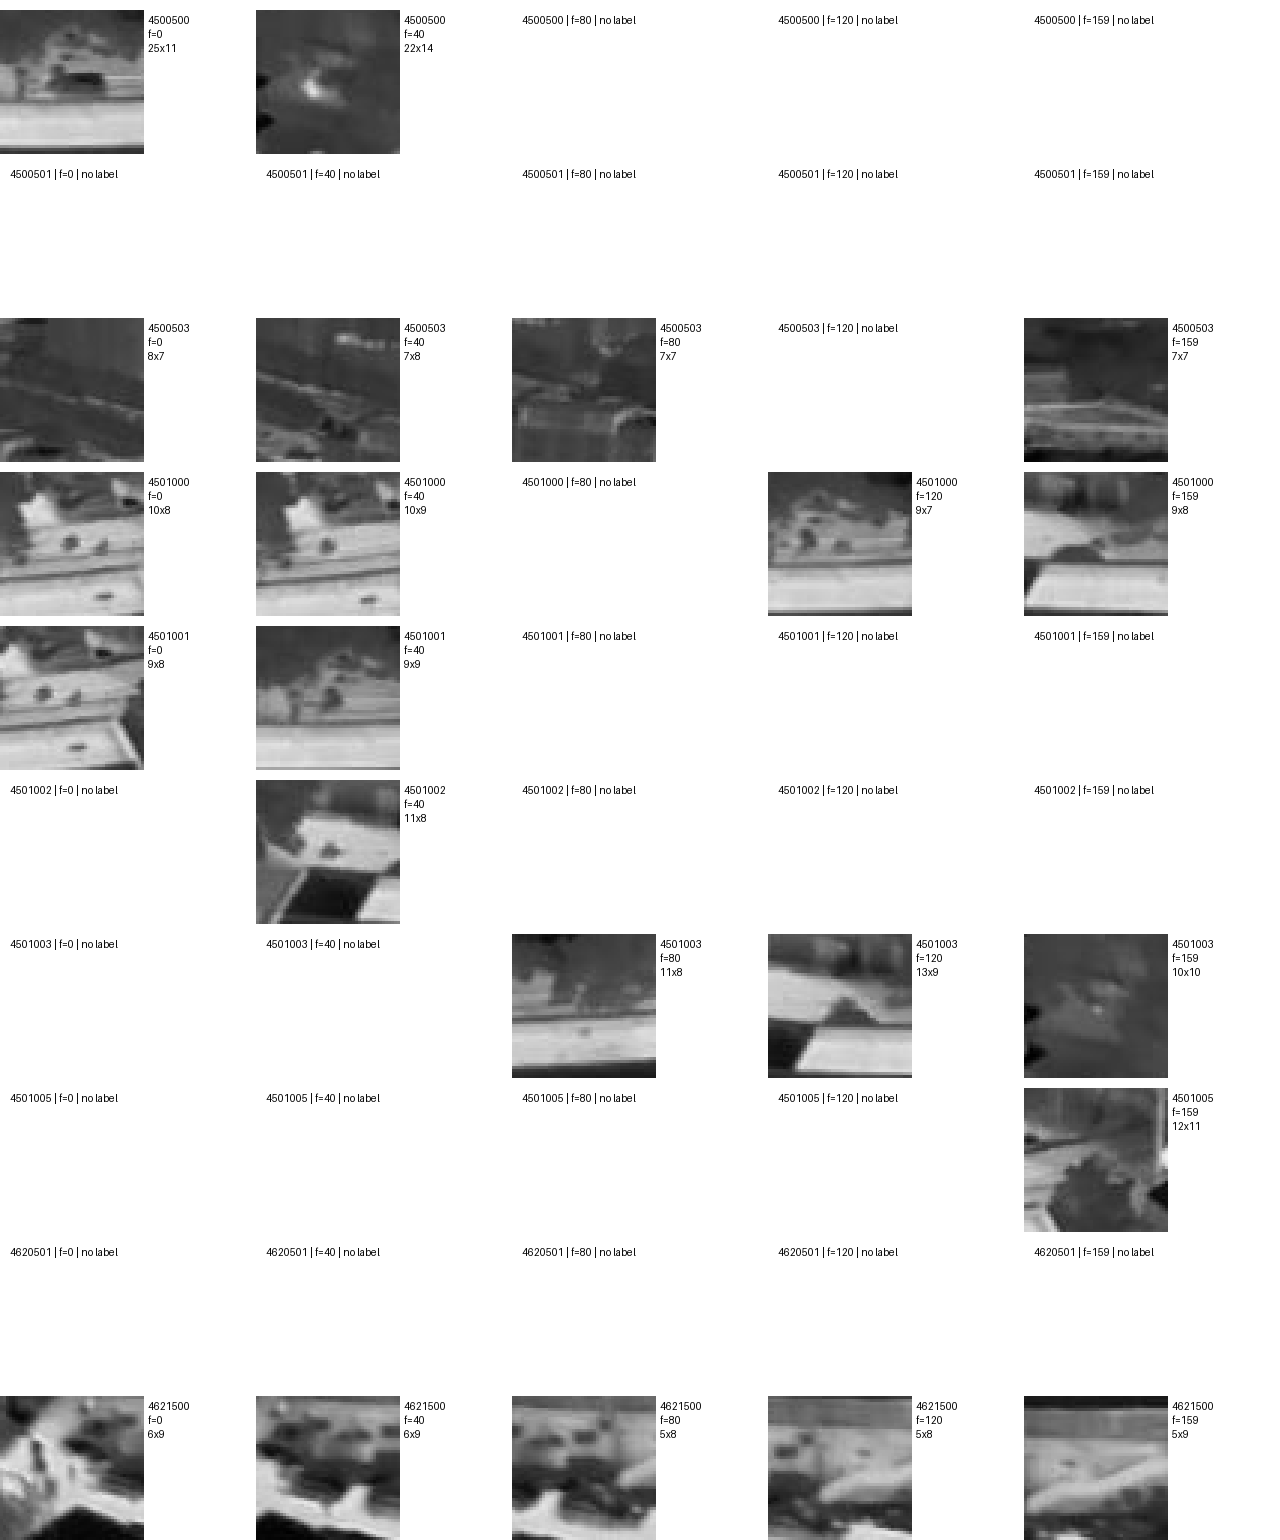 4500500
f=0
25x11
4500500
f=40
22x14
4500500 | f=80 | no label
4500500 | f=120 | no label
4500500 | f=159 | no label
4500501 | f=0 | no label
4500501 | f=40 | no label
4500501 | f=80 | no label
4500501 | f=120 | no label
4500501 | f=159 | no label
4500503
f=0
8x7
4500503
f=40
7x8
4500503
f=80
7x7
4500503 | f=120 | no label
4500503
f=159
7x7
4501000
f=0
10x8
4501000
f=40
10x9
4501000 | f=80 | no label
4501000
f=120
9x7
4501000
f=159
9x8
4501001
f=0
9x8
4501001
f=40
9x9
4501001 | f=80 | no label
4501001 | f=120 | no label
4501001 | f=159 | no label
4501002 | f=0 | no label
4501002
f=40
11x8
4501002 | f=80 | no label
4501002 | f=120 | no label
4501002 | f=159 | no label
4501003 | f=0 | no label
4501003 | f=40 | no label
4501003
f=80
11x8
4501003
f=120
13x9
4501003
f=159
10x10
4501005 | f=0 | no label
4501005 | f=40 | no label
4501005 | f=80 | no label
4501005 | f=120 | no label
4501005
f=159
12x11
4620501 | f=0 | no label
4620501 | f=40 | no label
4620501 | f=80 | no label
4620501 | f=120 | no label
4620501 | f=159 | no label
4621500
f=0
6x9
4621500
f=40
6x9
4621500
f=80
5x8
4621500
f=120
5x8
4621500
f=159
5x9